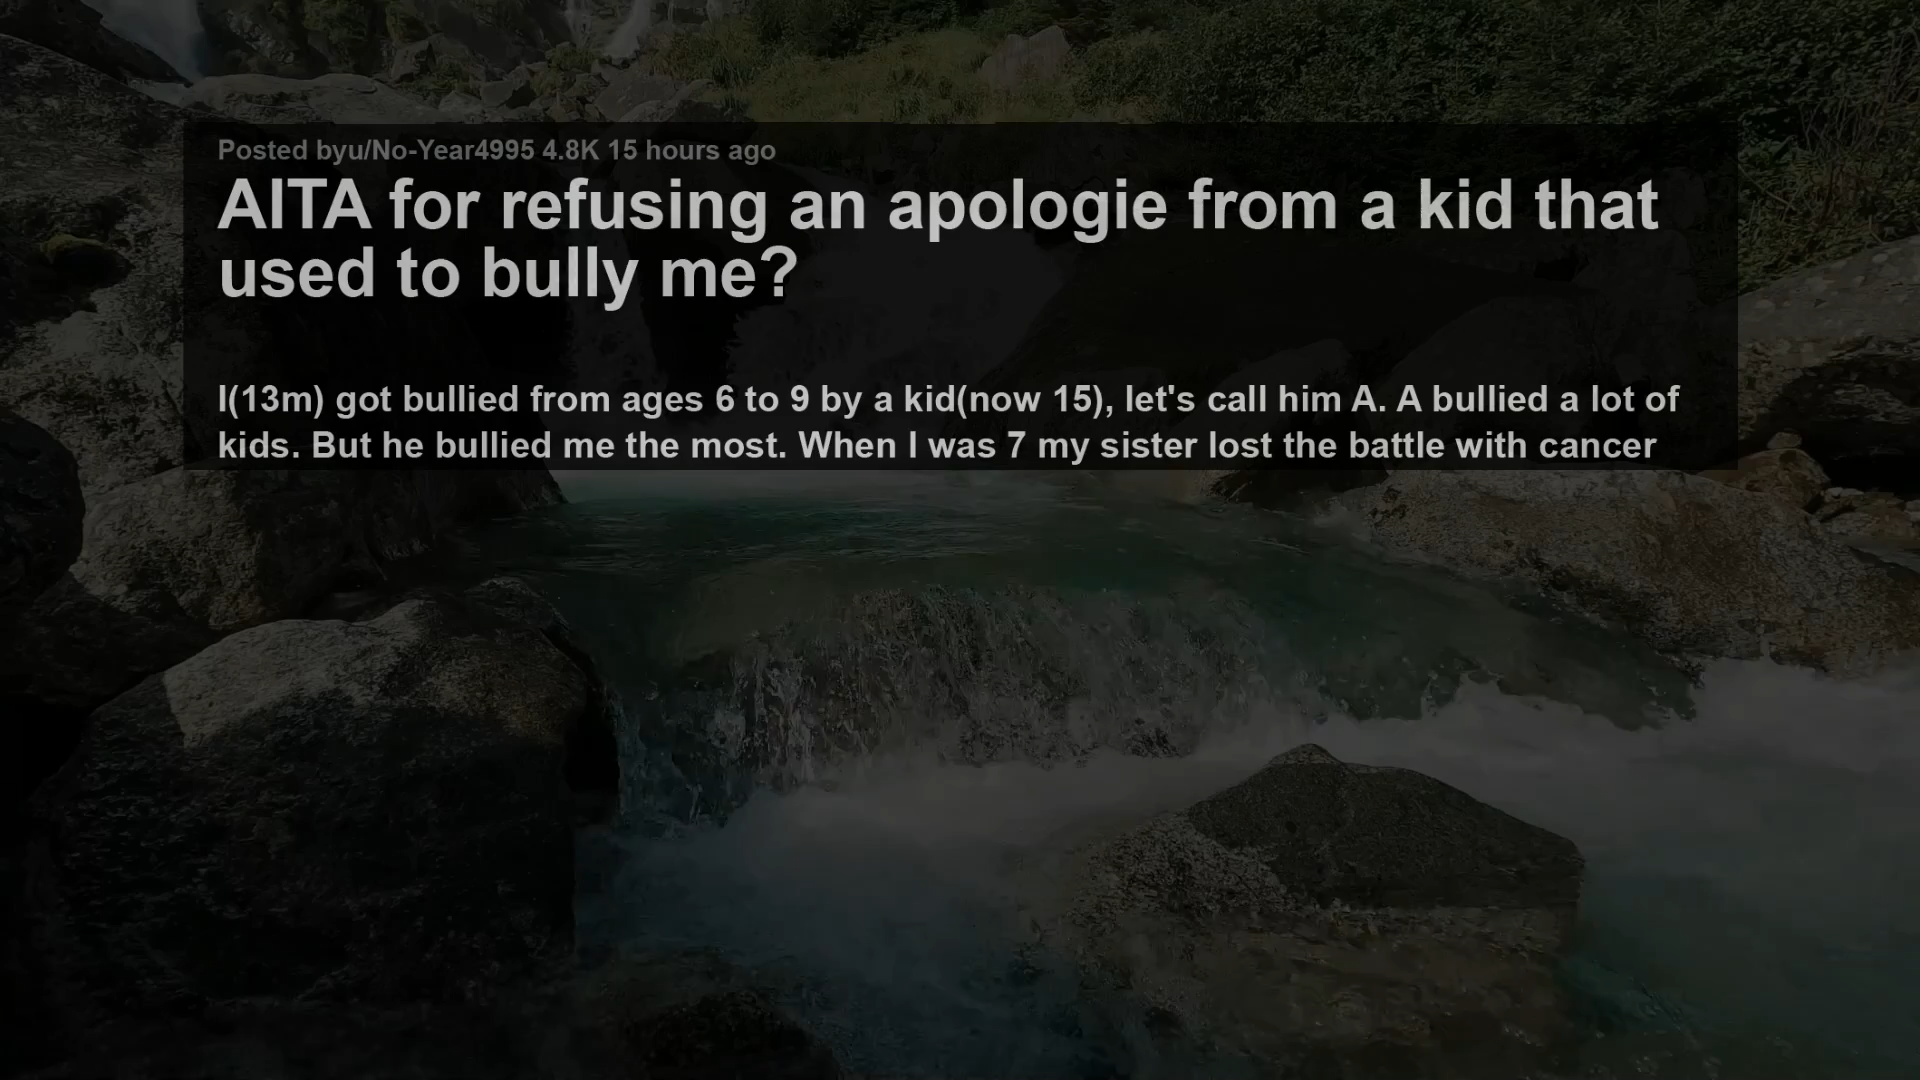 Posted byu/No-Year4995 4.8K 15 hours ago
AITA for refusing an apologie from a kid that
used to bully me?
I(13m) got bullied from ages 6 to 9 by a kid(now 15), let's call him A. A bullied a lot of
kids. But he bullied me the most. When I was 7 my sister lost the battle with cancer